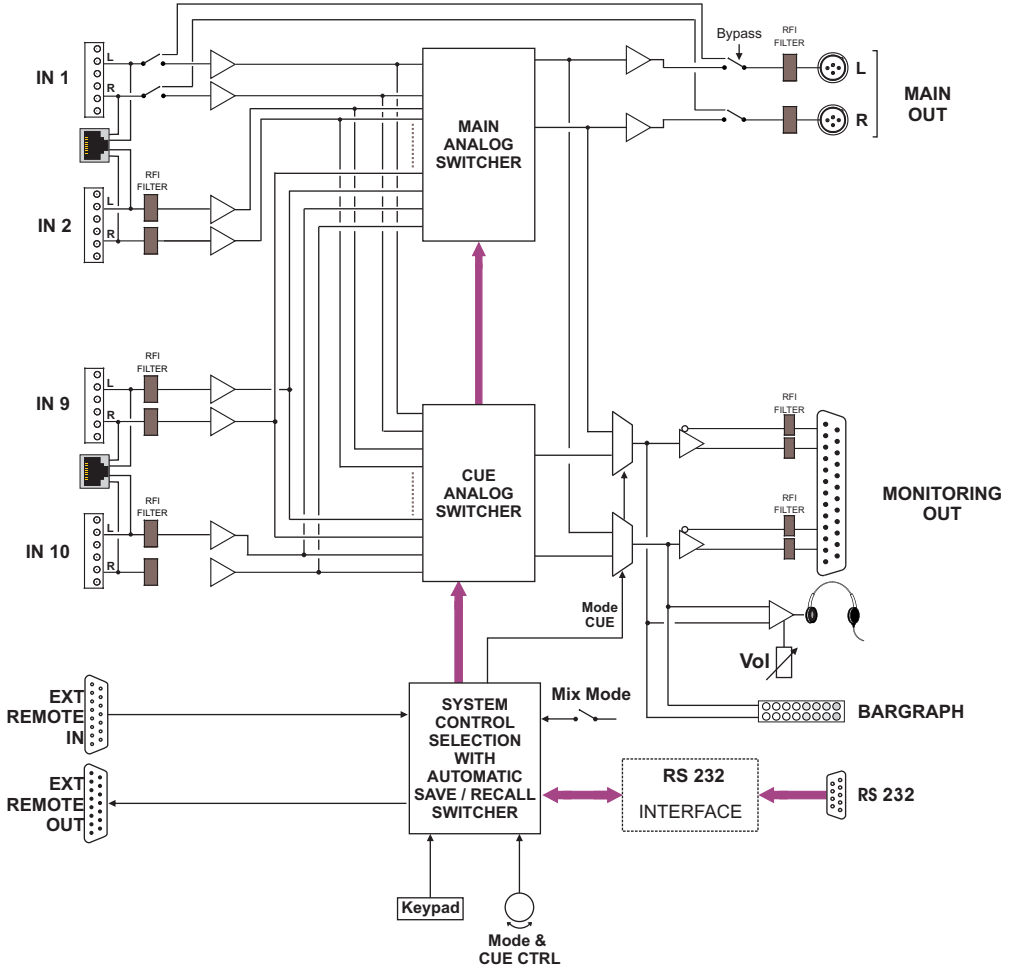 Bypass
RFI
FILTER
L
R
MAIN
OUT
IN 1
L
R
MAIN
ANALOG
SWITCHER
RFI
FILTER
IN 2
L
R
RFI
FILTER
IN 9
L
R
RFI
FILTER
IN 10
L
R
CUE
ANALOG
SWITCHER
RFI
FILTER
RFI
FILTER
MONITORING
OUT
Mode
CUE
Vol
BARGRAPH
EXT
REMOTE
IN
EXT
REMOTE
OUT
SYSTEM
CONTROL
SELECTION
WITH
AUTOMATIC
SAVE / RECALL
SWITCHER
Mix Mode
RS 232
INTERFACE
RS 232
Keypad
Mode &
CUE CTRL